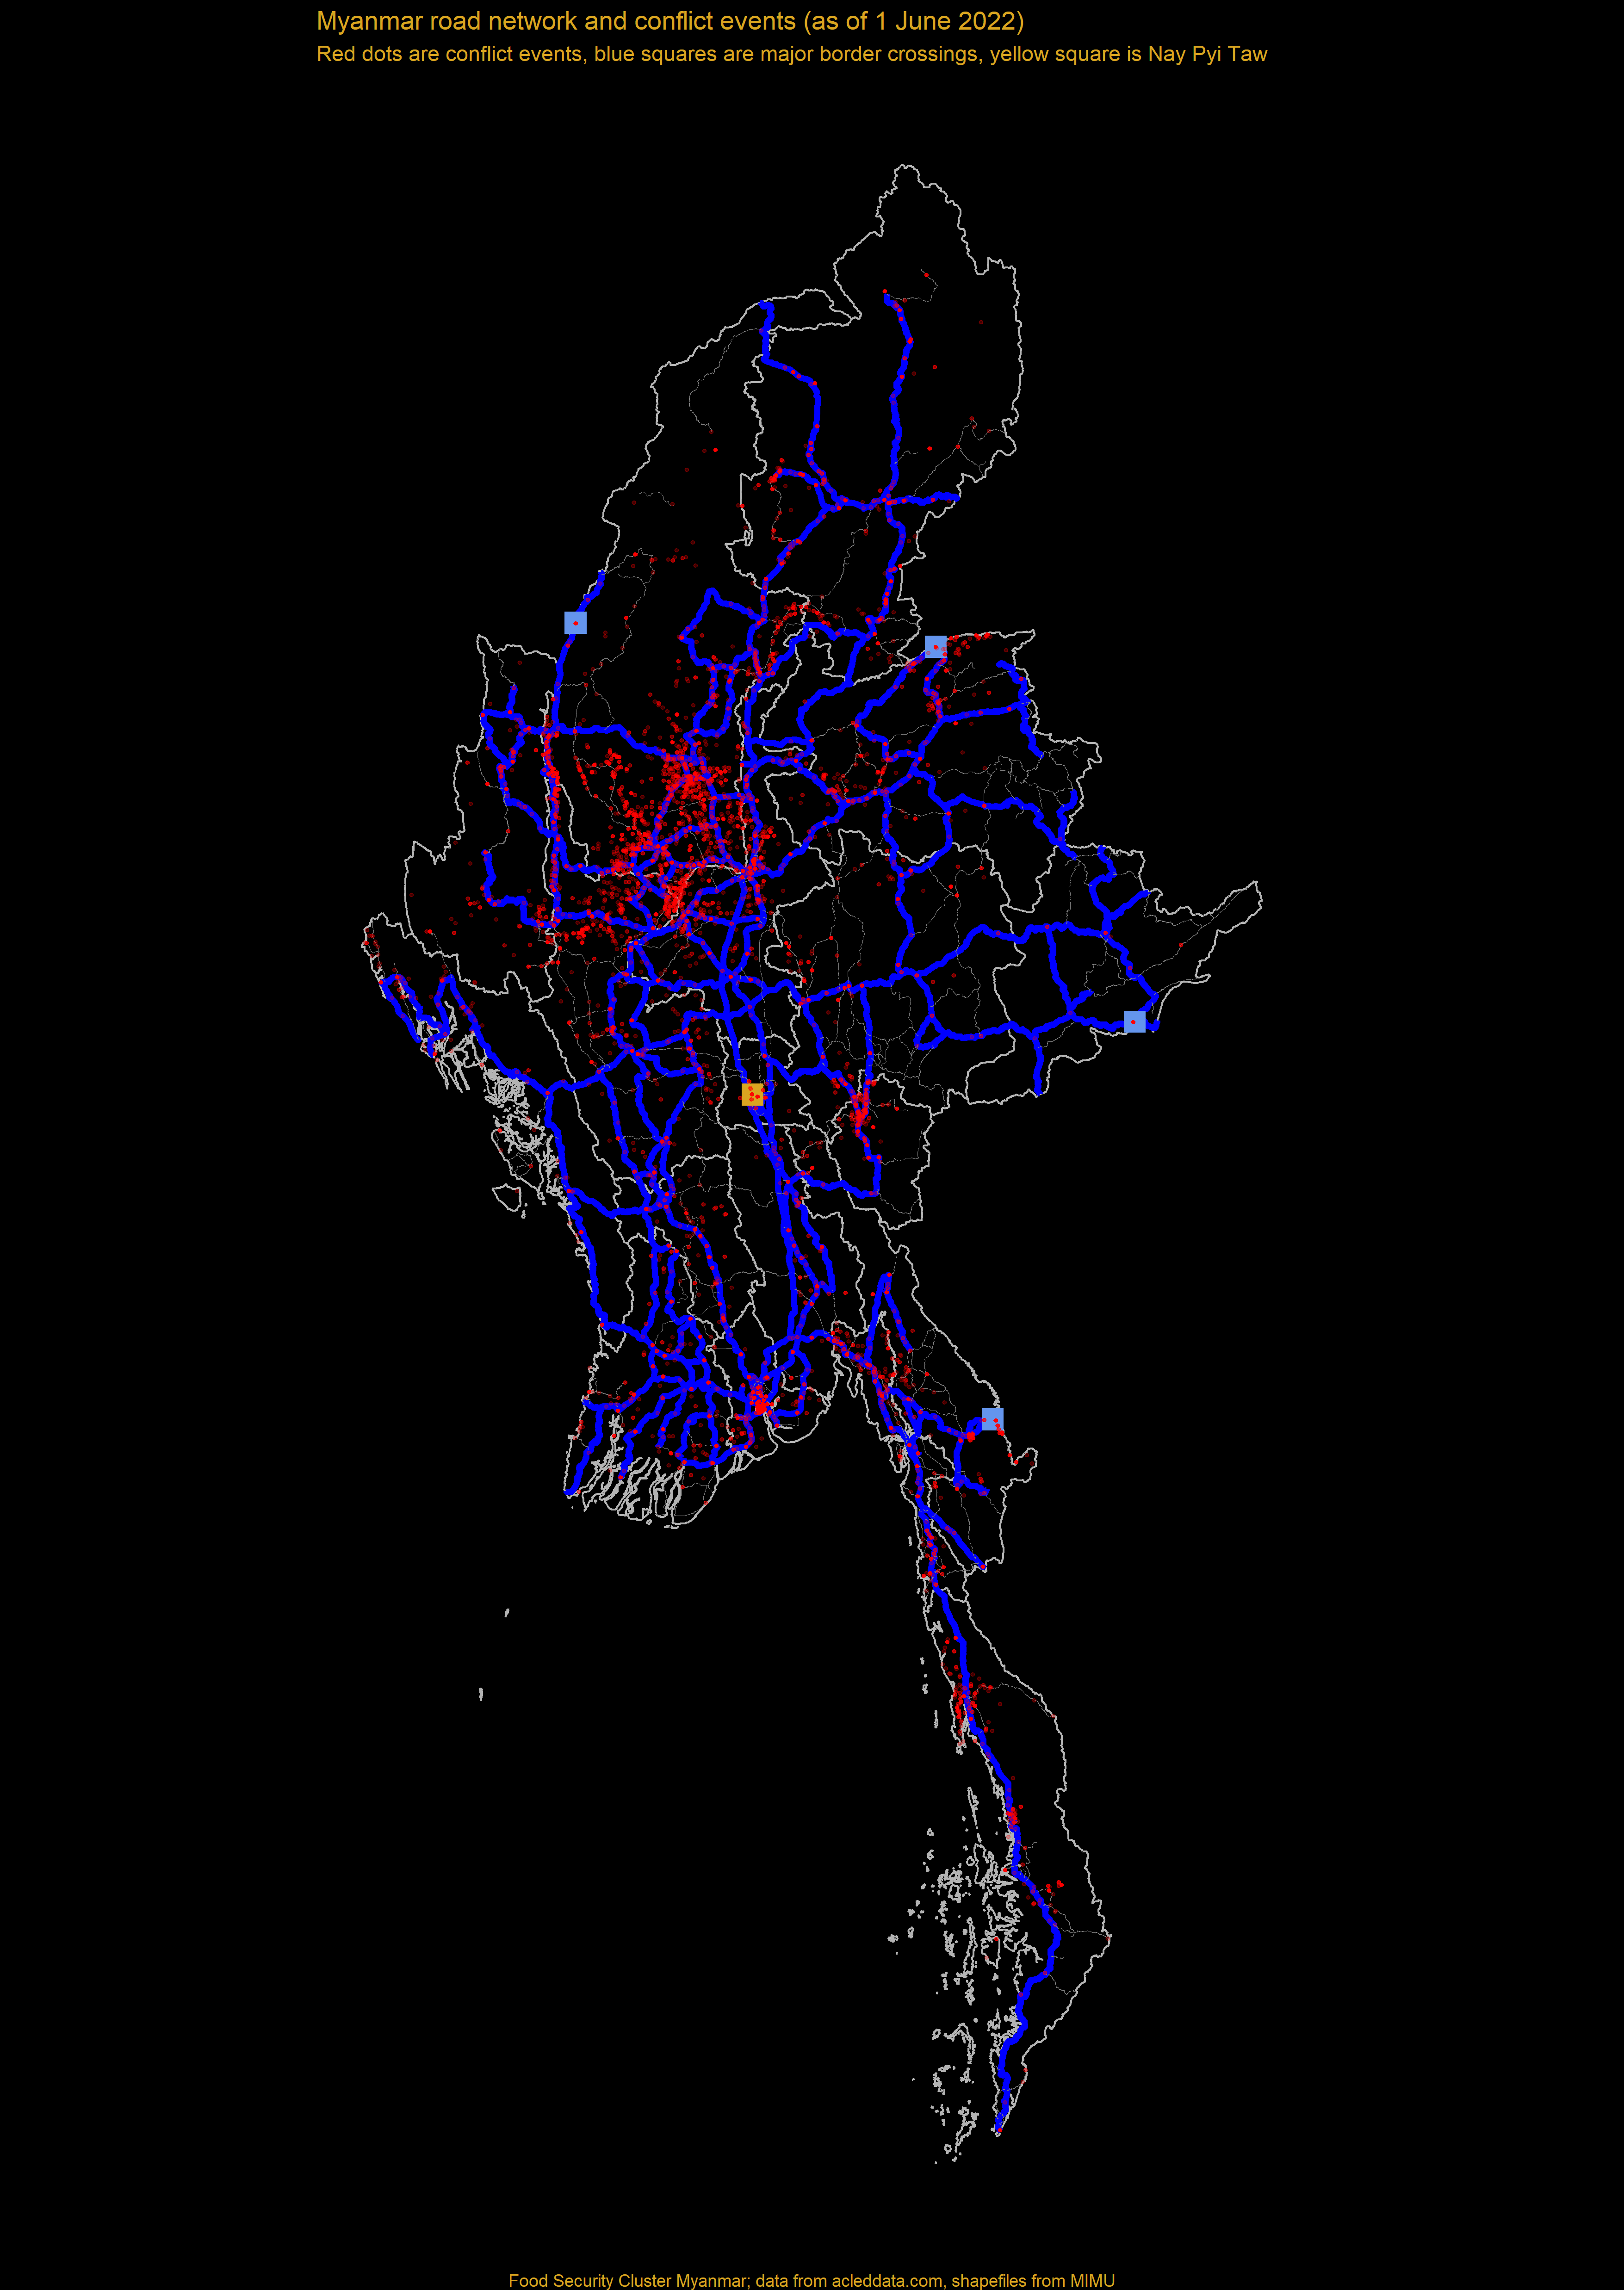 Myanmar road network and conflict events (as of 1 June 2022)
Red dots are conflict events, blue squares are major border crossings, yellow square is Nay Pyi Taw
Food Security Cluster Myanmar; data from acleddata.com, shapefiles from MIMU